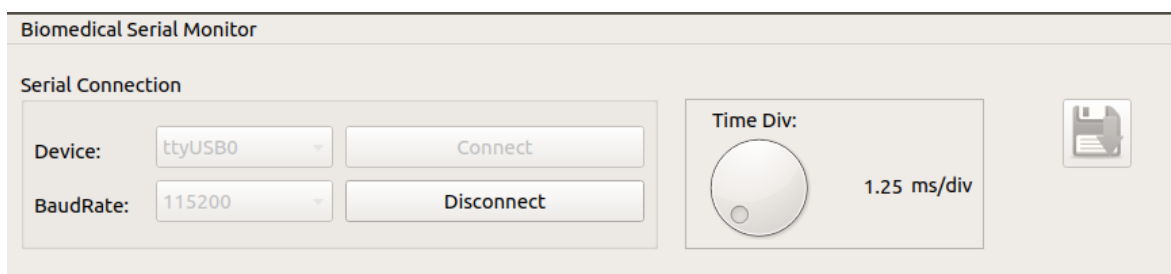 Biomedical Serial Monitor
Serial Connection
Device: ttyUSB0 Connect
BaudRate: 115200 Disconnect
Time Div:
1.25 ms/div